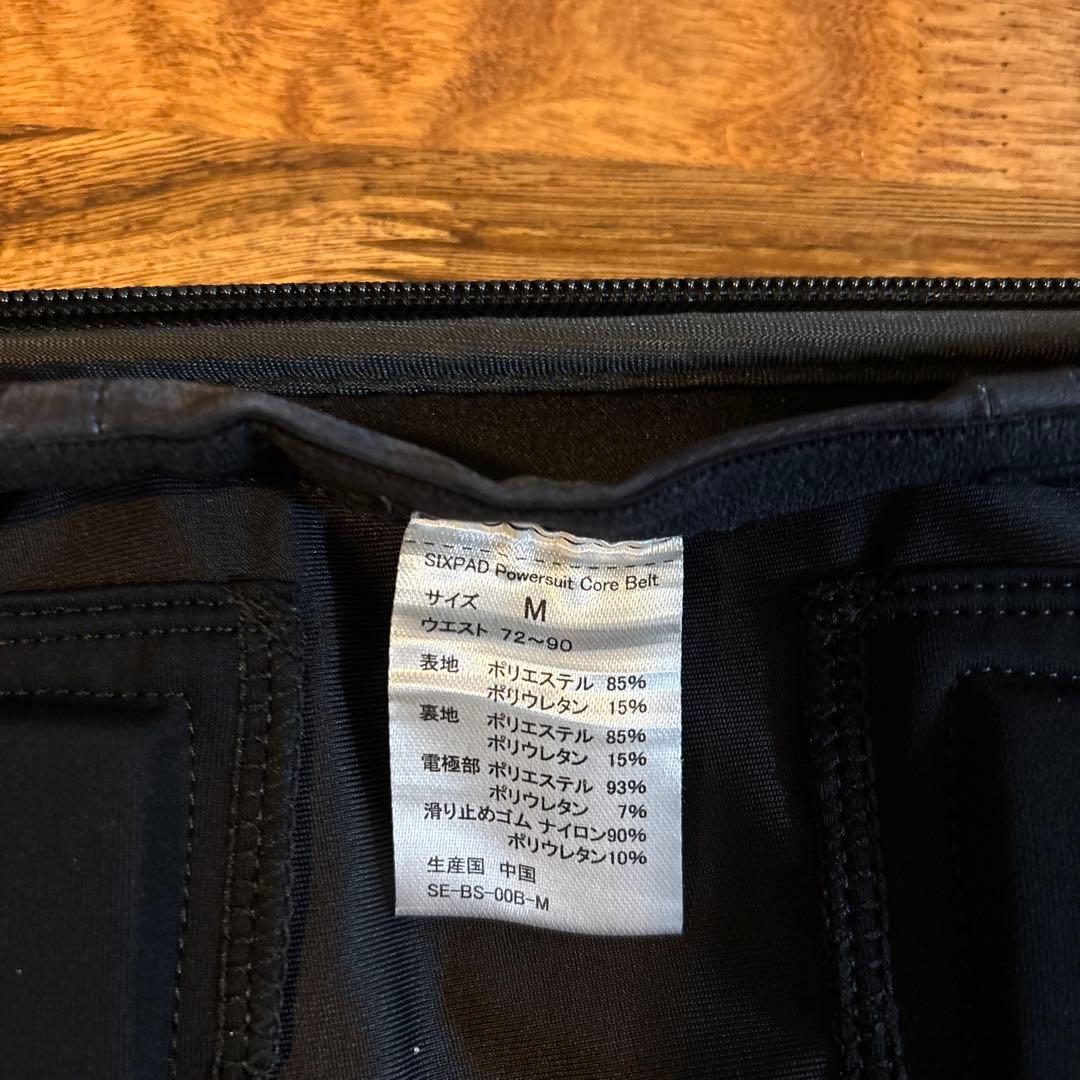 SIXPAD Powersuit Core Belt
サイズ M
ウエスト 72～90
表地 ポリエステル 85%
ポリウレタン 15%
裏地 ポリエステル 85%
ポリウレタン 15%
電極部 ポリエステル 93%
ポリウレタン 7%
滑り止めゴム ナイロン90%
ポリウレタン10%
生産国 中国
SE-BS-00B-M